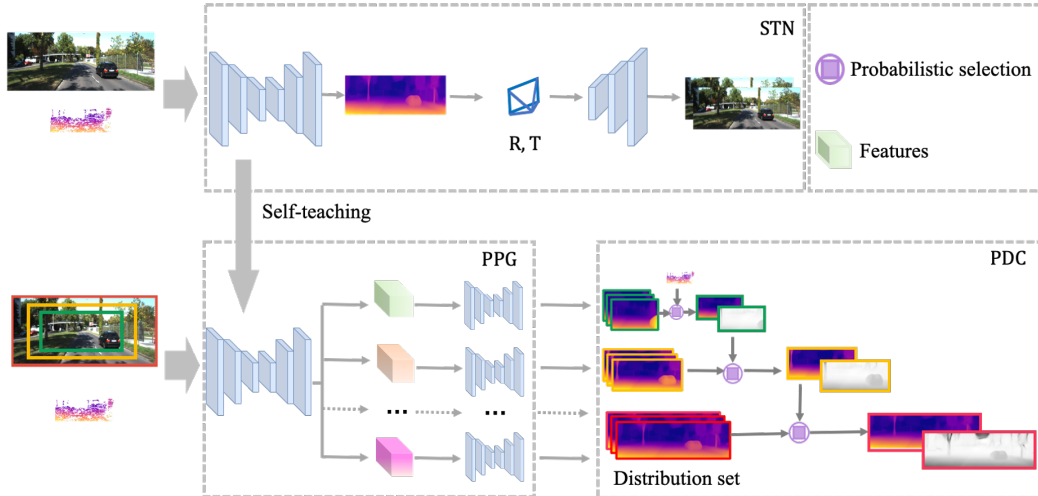 STN
Probabilistic selection
R, T
Features
Self-teaching
PPG
PDC
...
...
Distribution set